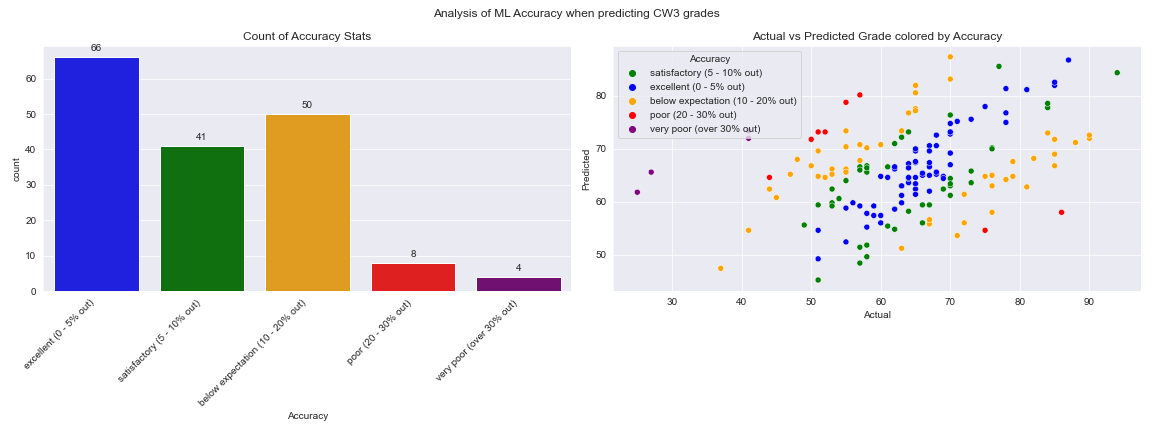 Analysis of ML Accuracy when predicting CW3 grades
Count of Accuracy Stats
66
41
50
8
4
60
50
40
30
20
10
0
count
excellent (0 - 5% out)
satisfactory (5 - 10% out)
below expectation (10 - 20% out)
poor (20 - 30% out)
very poor (over 30% out)
Accuracy
Actual vs Predicted Grade colored by Accuracy
Accuracy
satisfactory (5 - 10% out)
excellent (0 - 5% out)
below expectation (10 - 20% out)
poor (20 - 30% out)
very poor (over 30% out)
80
70
60
50
Predicted
30
40
50
60
70
80
90
Actual